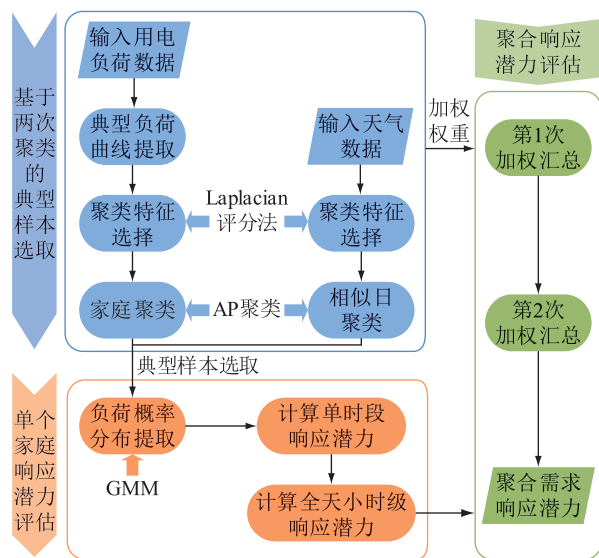 基于
两次
聚类
的
典型
样本
选取
输入用电
负荷数据
典型负荷
曲线提取
聚类特征
选择
家庭聚类
Laplacian
评分法
AP聚类
输入天气
数据
聚类特征
选择
相似日
聚类
加权
权重
典型样本选取
单个
家庭
响应
潜力
评估
负荷概率
分布提取
GMM
计算单时段
响应潜力
计算全天小时级
响应潜力
聚合响应
潜力评估
第1次
加权汇总
第2次
加权汇总
聚合需求
响应潜力